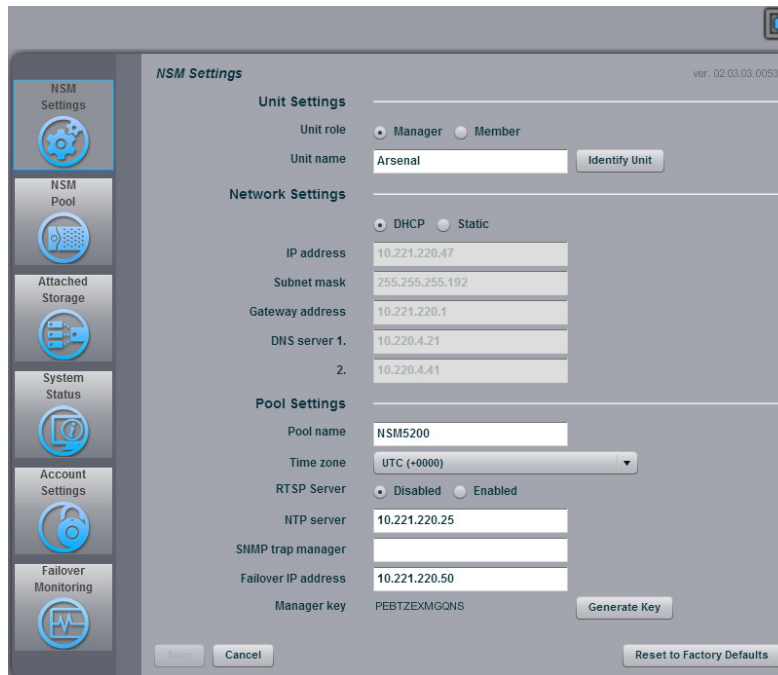 NSM
Settings
NSM
Pool
Attached
Storage
System
Status
Account
Settings
Failover
Monitoring
NSM Settings
ver. 02.03.03.0053
Unit Settings
Unit role Manager Member
Unit name Arsenal Identify Unit
Network Settings
DHCP Static
IP address 10.221.220.47
Subnet mask 255.255.255.192
Gateway address 10.221.220.1
DNS server 1. 10.220.4.21
2. 10.220.4.41
Pool Settings
Pool name NSM5200
Time zone UTC (+0000)
RTSP Server Disabled Enabled
NTP server 10.221.220.25
SNMP trap manager
Failover IP address 10.221.220.50
Manager key PEBTZEXMGQNS Generate Key
Save Cancel Reset to Factory Defaults